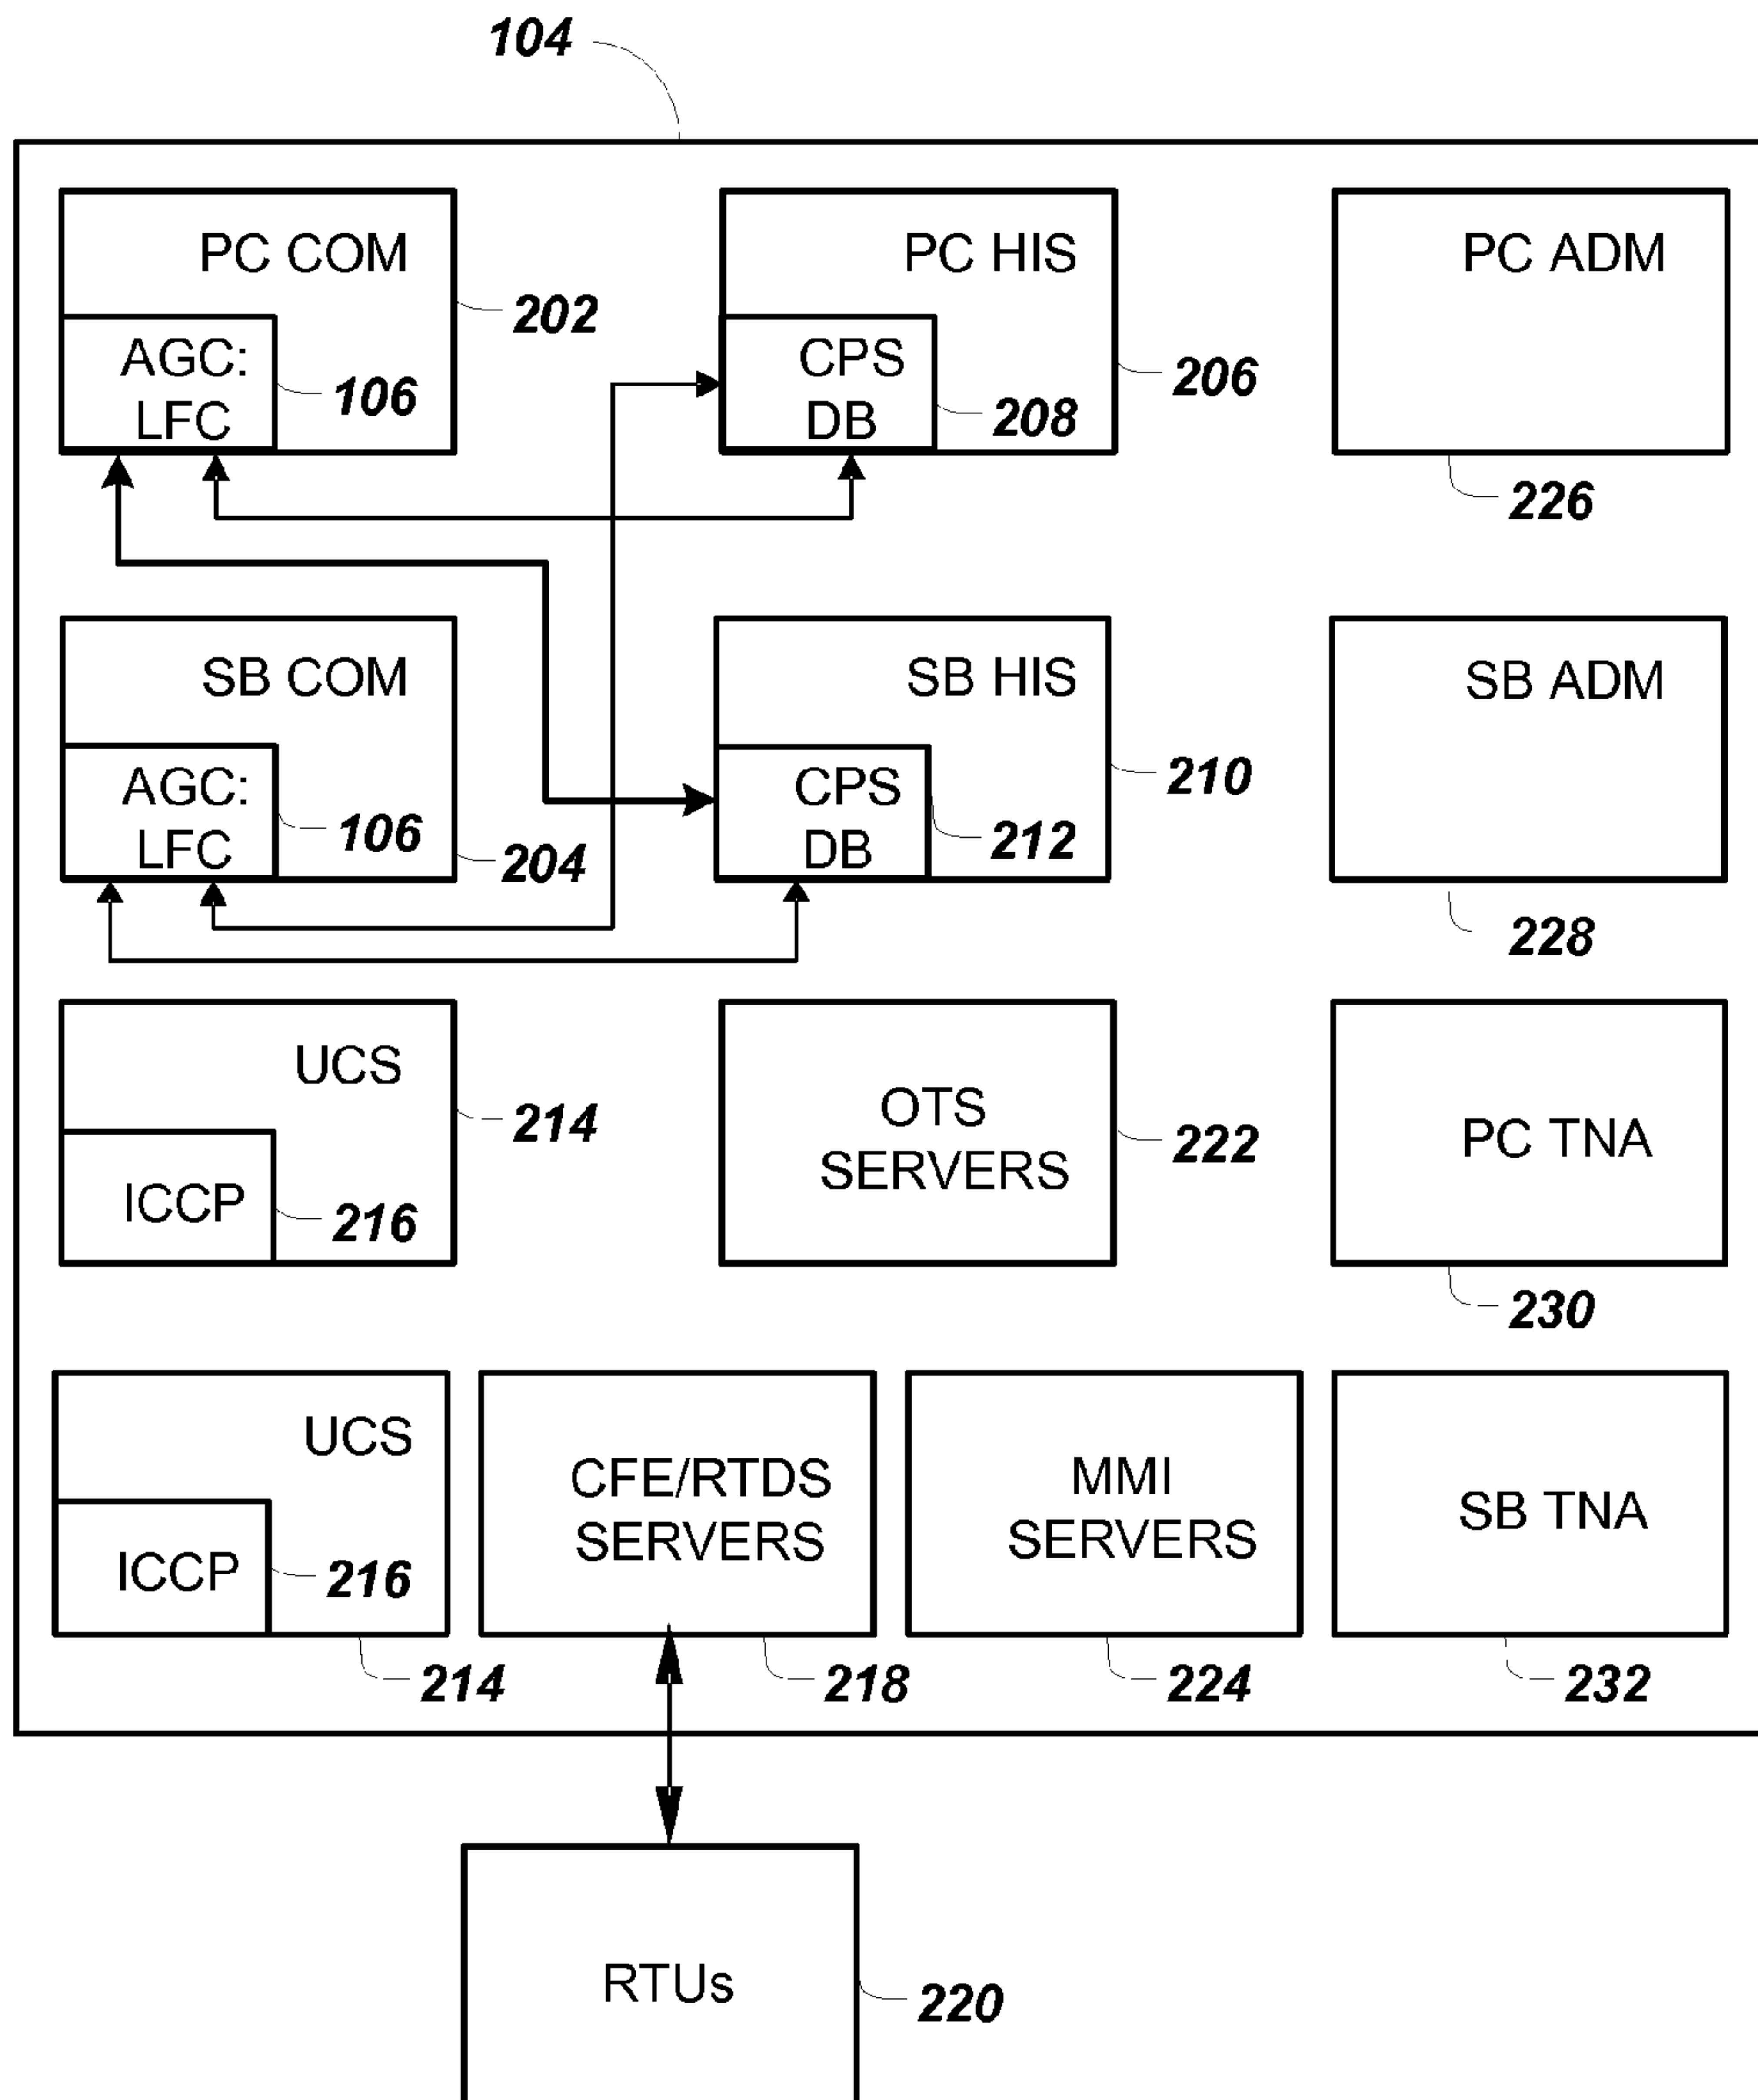 104
PC COM
AGC:
LFC
106
202
PC HIS
CPS
DB
208
206
PC ADM
226
SB COM
AGC:
LFC
106
204
SB HIS
CPS
DB
212
210
SB ADM
228
UCS
ICCP
216
214
OTS
SERVERS
222
PC TNA
230
UCS
ICCP
216
214
CFE/RTDS
SERVERS
218
MMI
SERVERS
224
SB TNA
232
RTUs
220